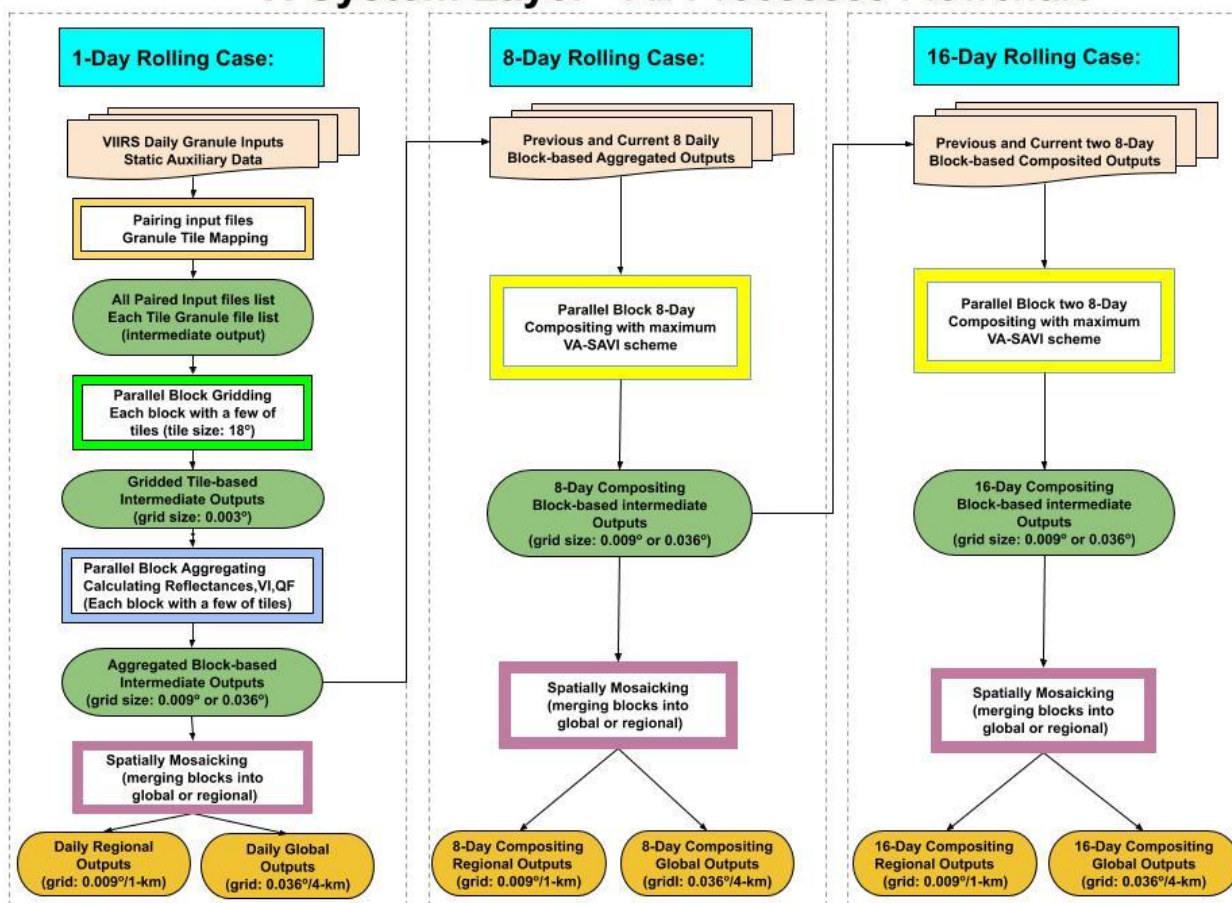 1-Day Rolling Case:
VIIRS Daily Granule Inputs
Static Auxiliary Data
Pairing input files
Granule Tile Mapping
All Paired Input files list
Each Tile Granule file list
(intermediate output)
Parallel Block Gridding
Each block with a few of
tiles (tile size: 18º)
Gridded Tile-based
Intermediate Outputs
(grid size: 0.003º)
Parallel Block Aggregating
Calculating Reflectances,VI,QF
(Each block with a few of tiles)
Aggregated Block-based
Intermediate Outputs
(grid size: 0.009º or 0.036º)
Spatially Mosaicking
(merging blocks into
global or regional)
Daily Regional
Outputs
(grid: 0.009º/1-km)
Daily Global
Outputs
(grid: 0.036º/4-km)
8-Day Rolling Case:
Previous and Current 8 Daily
Block-based Aggregated Outputs
Parallel Block 8-Day
Compositing with maximum
VA-SAVI scheme
8-Day Compositing
Block-based intermediate
Outputs
(grid size: 0.009º or 0.036º)
Spatially Mosaicking
(merging blocks into
global or regional)
8-Day Compositing
Regional Outputs
(grid: 0.009º/1-km)
8-Day Compositing
Global Outputs
(gridl: 0.036º/4-km)
16-Day Rolling Case:
Previous and Current two 8-Day
Block-based Composited Outputs
Parallel Block two 8-Day
Compositing with maximum
VA-SAVI scheme
16-Day Compositing
Block-based intermediate
Outputs
(grid size: 0.009º or 0.036º)
Spatially Mosaicking
(merging blocks into
global or regional)
16-Day Compositing
Regional Outputs
(grid: 0.009º/1-km)
16-Day Compositing
Global Outputs
(grid: 0.036º/4-km)